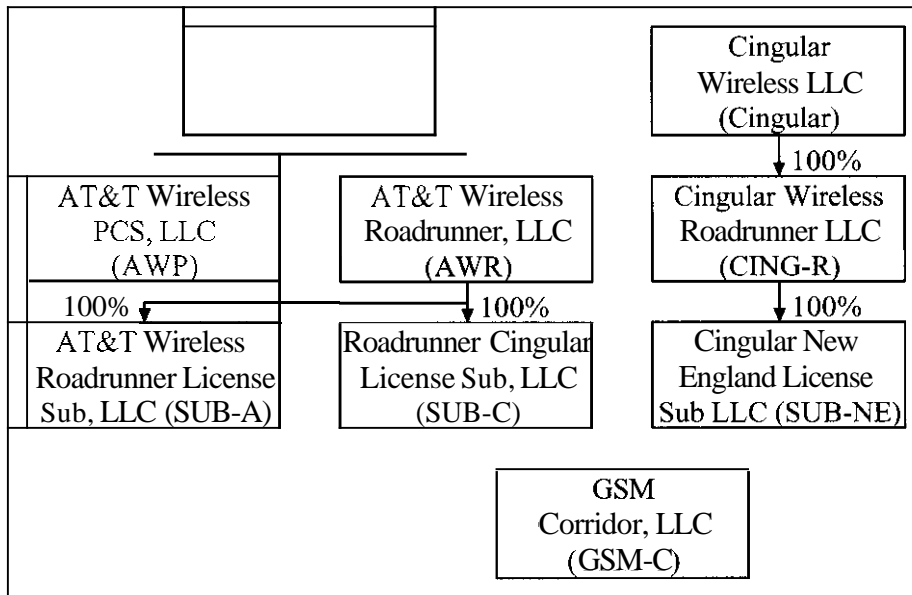 Cingular
Wireless LLC
(Cingular)
100%
AT&T Wireless
PCS, LLC
(AWP)
AT&T Wireless
Roadrunner, LLC
(AWR)
Cingular Wireless
Roadrunner LLC
(CING-R)
100%
100%
100%
AT&T Wireless
Roadrunner License
Sub, LLC (SUB-A)
Roadrunner Cingular
License Sub, LLC
(SUB-C)
Cingular New
England License
Sub LLC (SUB-NE)
GSM
Corridor, LLC
(GSM-C)